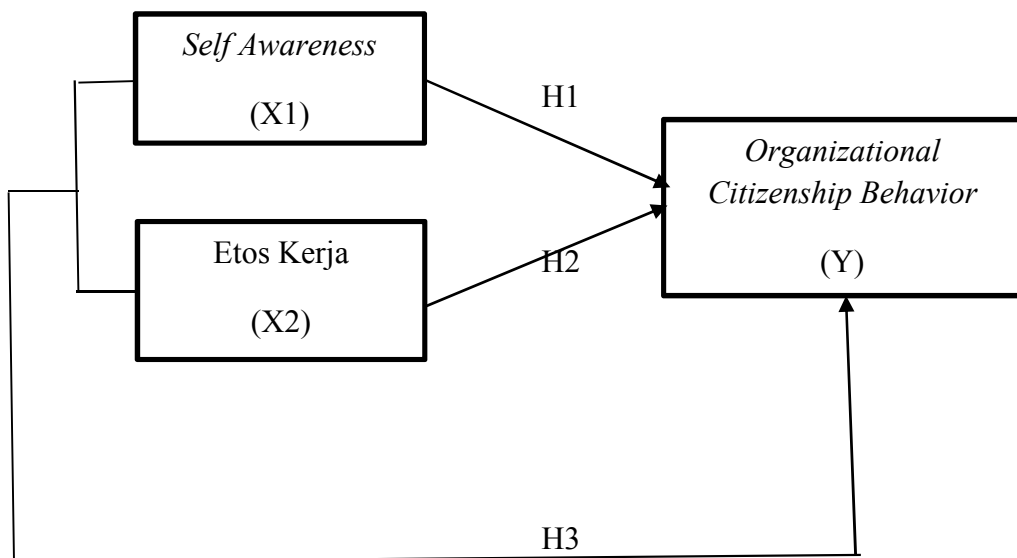 Self Awareness
(X1)
H1
Organizational
Citizenship Behavior
(Y)
Etos Kerja
(X2)
H2
H3